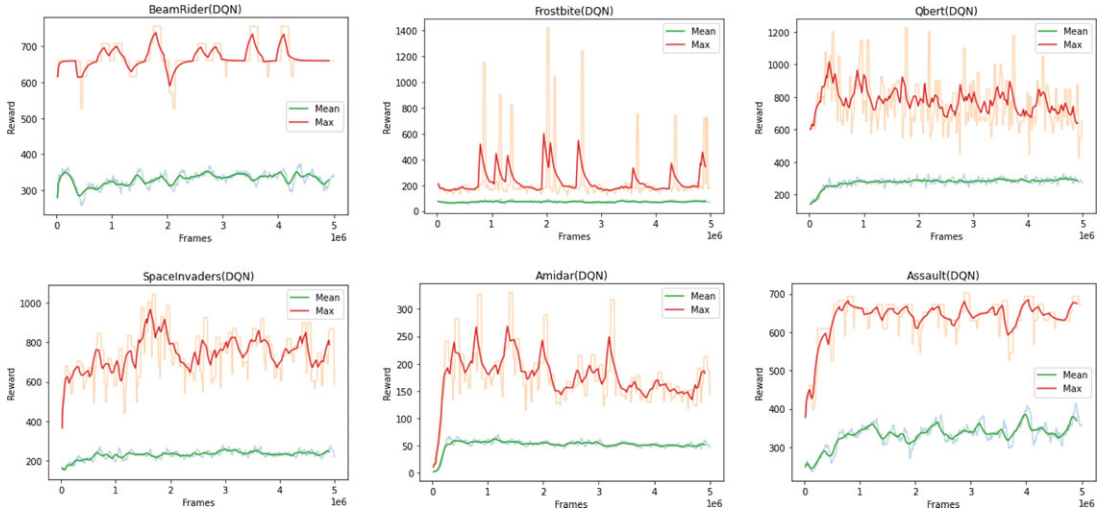 BeamRider(DQN)
700
600
500
400
300
Reward
Mean
Max
0 1 2 3 4 5
Frames
1e6
Frostbite(DQN)
1400
1200
1000
800
600
400
200
0
Reward
Mean
Max
0 1 2 3 4 5
Frames
1e6
Qbert(DQN)
1200
1000
800
600
400
200
Reward
Mean
Max
0 1 2 3 4 5
Frames
1e6
SpaceInvaders(DQN)
1000
800
600
400
200
Reward
Mean
Max
0 1 2 3 4 5
Frames
1e6
Amidar(DQN)
300
250
200
150
100
50
0
Reward
Mean
Max
0 1 2 3 4 5
Frames
1e6
Assault(DQN)
700
600
500
400
300
Reward
Mean
Max
0 1 2 3 4 5
Frames
1e6